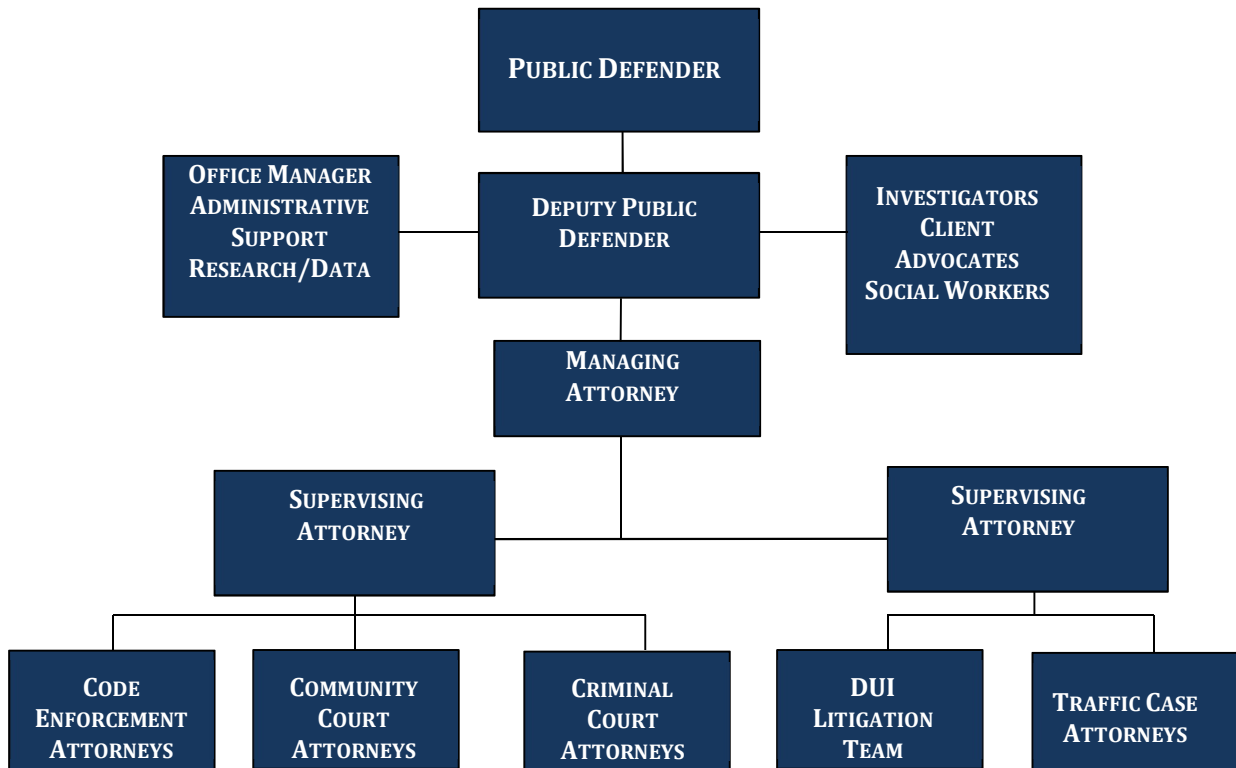 PUBLIC DEFENDER
OFFICE MANAGER
ADMINISTRATIVE
SUPPORT
RESEARCH/DATA
DEPUTY PUBLIC
DEFENDER
INVESTIGATORS
CLIENT
ADVOCATES
SOCIAL WORKERS
MANAGING
ATTORNEY
SUPERVISING
ATTORNEY
SUPERVISING
ATTORNEY
CODE
ENFORCEMENT
ATTORNEYS
COMMUNITY
COURT
ATTORNEYS
CRIMINAL
COURT
ATTORNEYS
DUI
LITIGATION
TEAM
TRAFFIC CASE
ATTORNEYS